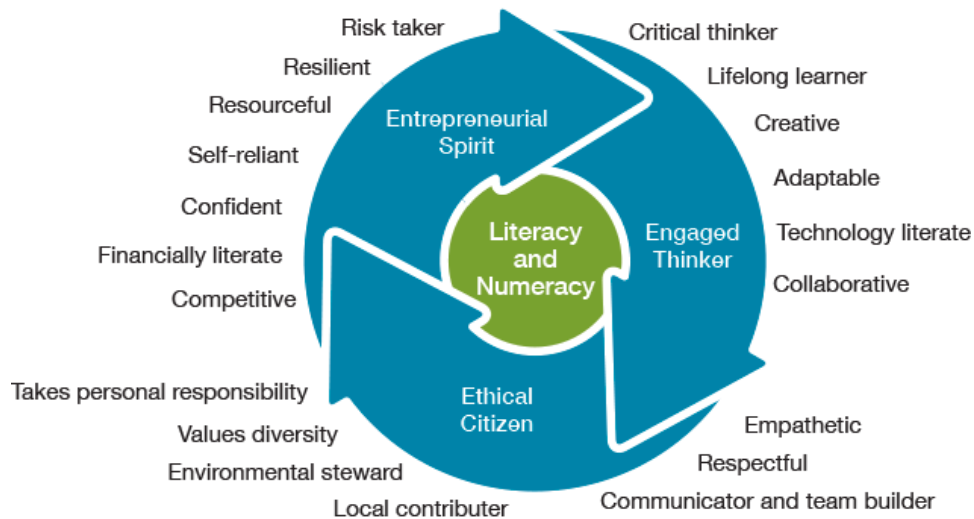 Risk taker
Resilient
Resourceful
Self-reliant
Confident
Financially literate
Competitive
Entrepreneurial
Spirit
Critical thinker
Lifelong learner
Creative
Adaptable
Technology literate
Collaborative
Engaged
Thinker
Literacy
and
Numeracy
Ethical
Citizen
Empathetic
Respectful
Communicator and team builder
Local contributer
Environmental steward
Values diversity
Takes personal responsibility